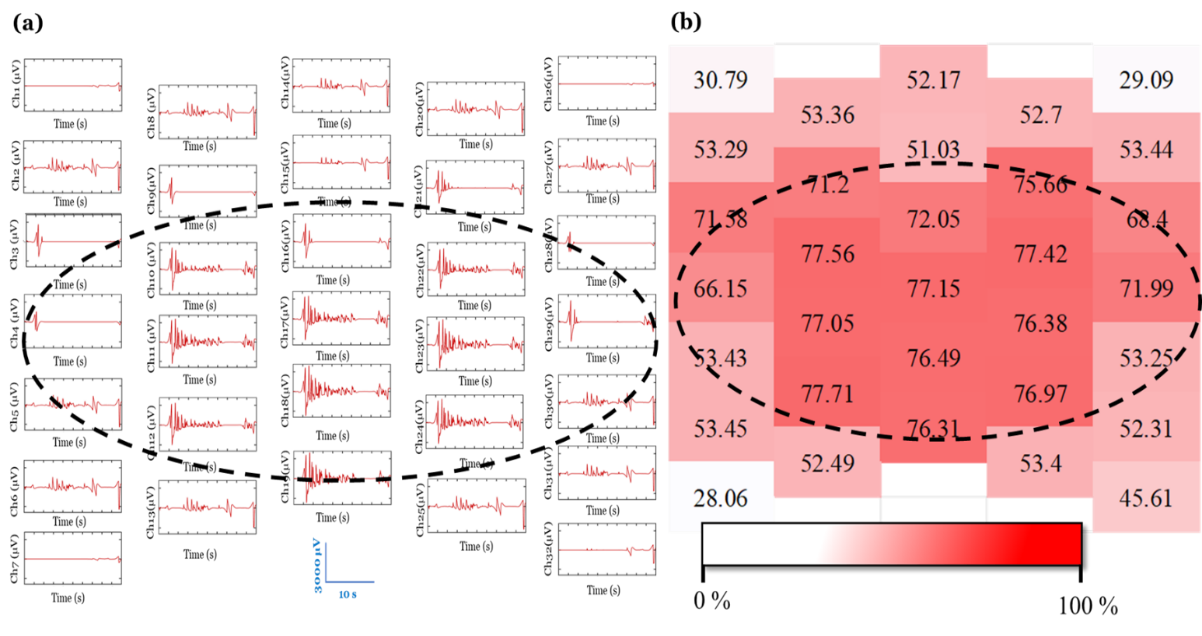 (a)
(b)
Ch1 (µV)
Time (s)
Ch2 (µV)
Time (s)
Ch3 (µV)
Time (s)
Ch4 (µV)
Time (s)
Ch5 (µV)
Time (s)
Ch6 (µV)
Time (s)
Ch7 (µV)
Time (s)
Ch8 (µV)
Time (s)
Ch9(µV)
Time (s)
Ch10 (µV)
Time (s)
Ch11 (µV)
Time (s)
Ch12 (µV)
Time (s)
Ch13(µV)
Time (s)
Ch14(µV)
Time (s)
Ch15(µV)
Time (s)
Ch16(µV)
Time (s)
Ch17(µV)
Time (s)
Ch18(µV)
Time (s)
Ch19(µV)
Time (s)
Ch20(µV)
Time (s)
Ch21(µV)
Time (s)
Ch22(µV)
Time (s)
Ch23(µV)
Time (s)
Ch24(µV)
Time (s)
Ch25(µV)
Time (s)
Ch26(µV)
Time (s)
Ch27(µV)
Time (s)
Ch28(µV)
Time (s)
Ch29(µV)
Time (s)
Ch30(µV)
Time (s)
Ch31(µV)
Time (s)
Ch32(µV)
Time (s)
3000 µV
10 s
30.79
53.29
71.38
66.15
53.43
53.45
28.06
53.36
71.2
77.56
77.05
77.71
52.49
52.17
51.03
72.05
77.15
76.49
76.31
52.7
75.66
77.42
76.38
76.97
53.4
29.09
53.44
68.4
71.99
53.25
52.31
45.61
0 %
100 %